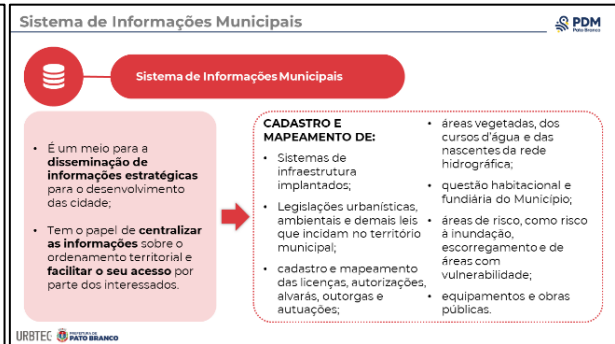 Sistema de Informações Municipais
PDM
Pato Branco
Sistema de Informações Municipais
• É um meio para a
disseminação de
informações estratégicas
para o desenvolvimento
das cidade;
• Tem o papel de centralizar
as informações sobre o
ordenamento territorial e
facilitar o seu acesso por
parte dos interessados.
CADASTRO E
MAPEAMENTO DE:
• Sistemas de
infraestrutura
implantados;
• Legislações urbanísticas,
ambientais e demais leis
que incidam no território
municipal;
• cadastro e mapeamento
das licenças, autorizações,
alvarás, outorgas e
autuações;
• áreas vegetadas, dos
cursos d'água e das
nascentes da rede
hidrográfica;
• questão habitacional e
fundiária do Município;
• áreas de risco, como risco
à inundação,
escorregamento e de
áreas com
vulnerabilidade;
• equipamentos e obras
públicas.
URBTEC
PREFEITURA DE
PATO BRANCO